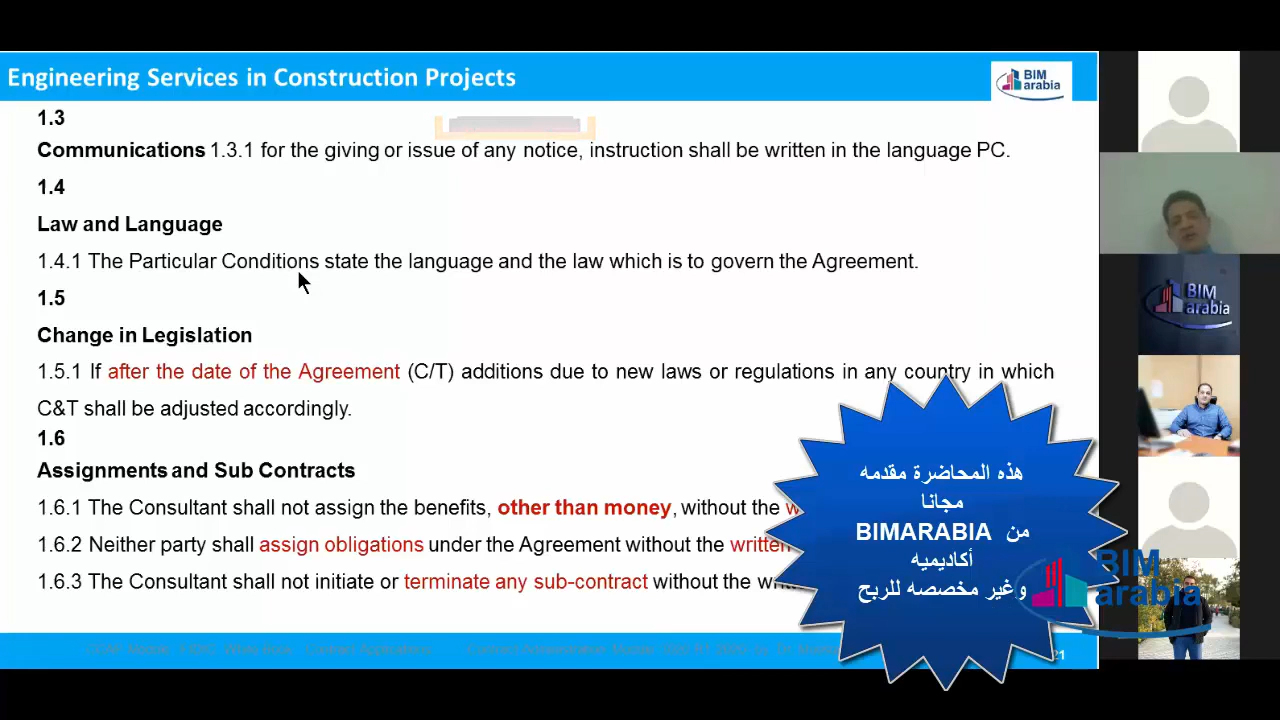 Engineering Services in Construction Projects
BIM
arabia
1.3
Communications 1.3.1 for the giving or issue of any notice, instruction shall be written in the language PC.
1.4
Law and Language
1.4.1 The Particular Conditions state the language and the law which is to govern the Agreement.
1.5
Change in Legislation
1.5.1 If after the date of the Agreement (C/T) additions due to new laws or regulations in any country in which
C&T shall be adjusted accordingly.
1.6
Assignments and Sub Contracts
1.6.1 The Consultant shall not assign the benefits, other than money, without the
1.6.2 Neither party shall assign obligations under the Agreement without the written
1.6.3 The Consultant shall not initiate or terminate any sub-contract without the
هذه المحاضرة مقدمه
مجانا
من BIMARABIA
أكاديميه
وغير مخصصه للربح
BIM
arabia
BIM
arabia
21